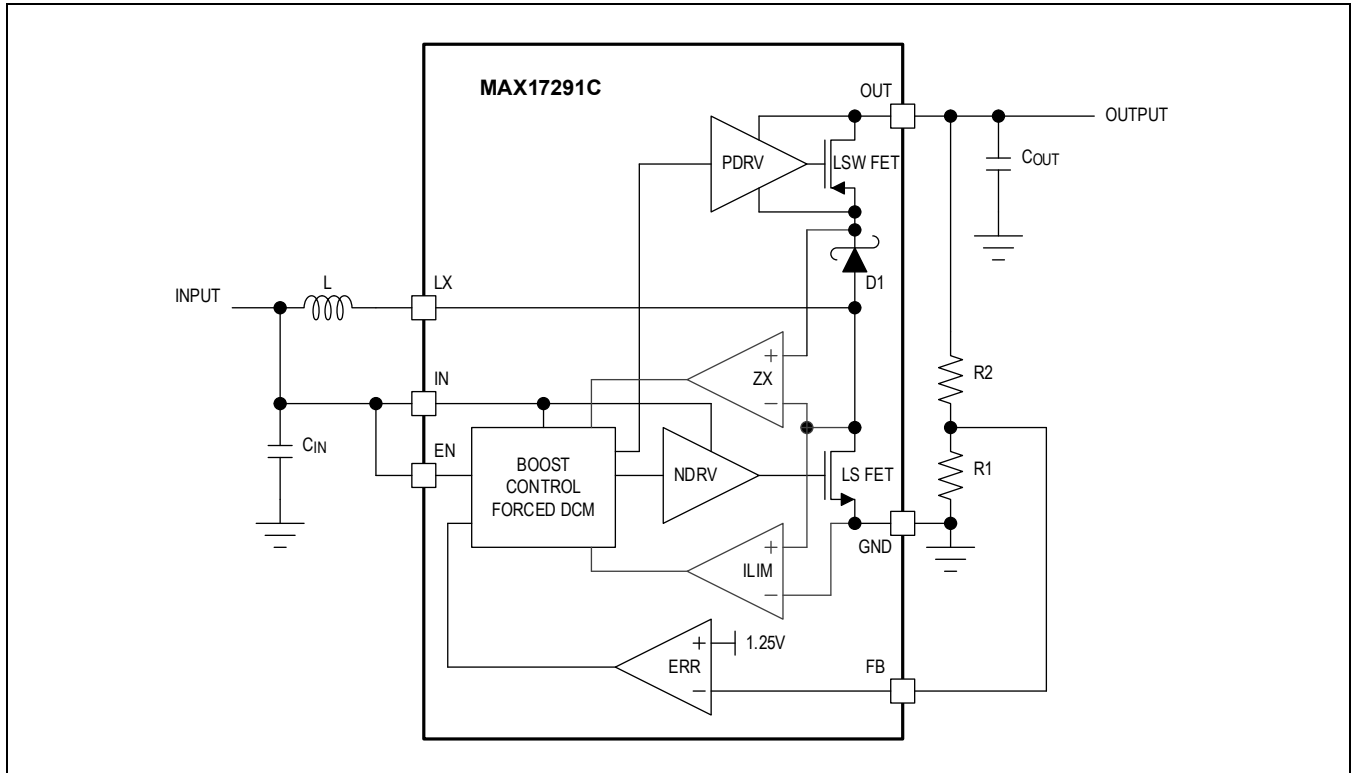 MAX17291C
OUT
OUTPUT
PDRV
LSW FET
COUT
D1
INPUT
L
LX
+
ZX
−
R2
IN
CIN
EN
BOOST
CONTROL
FORCED DCM
NDRV
LS FET
R1
GND
+
ILIM
−
+
1.25V
ERR
−
FB